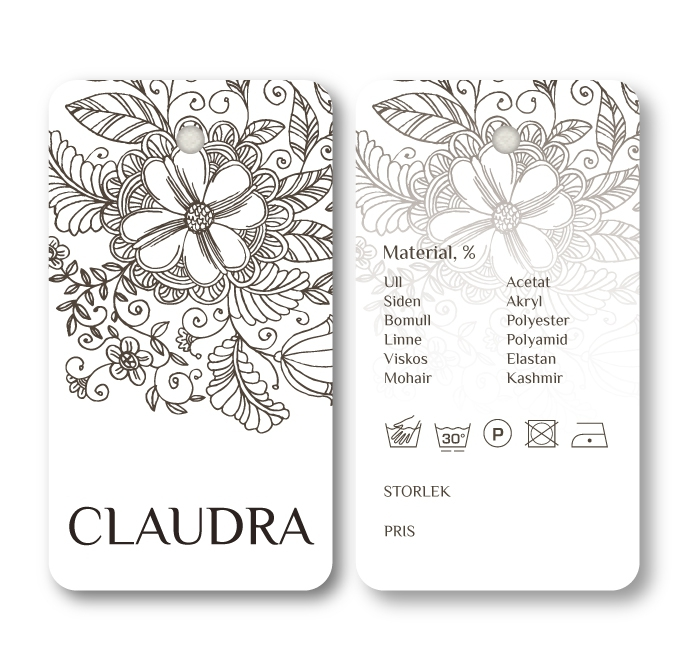 CLAUDRA
Material, %
Ull
Siden
Bomull
Linne
Viskos
Mohair
Acetat
Akryl
Polyester
Polyamid
Elastan
Kashmir
30°
P
STORLEK
PRIS